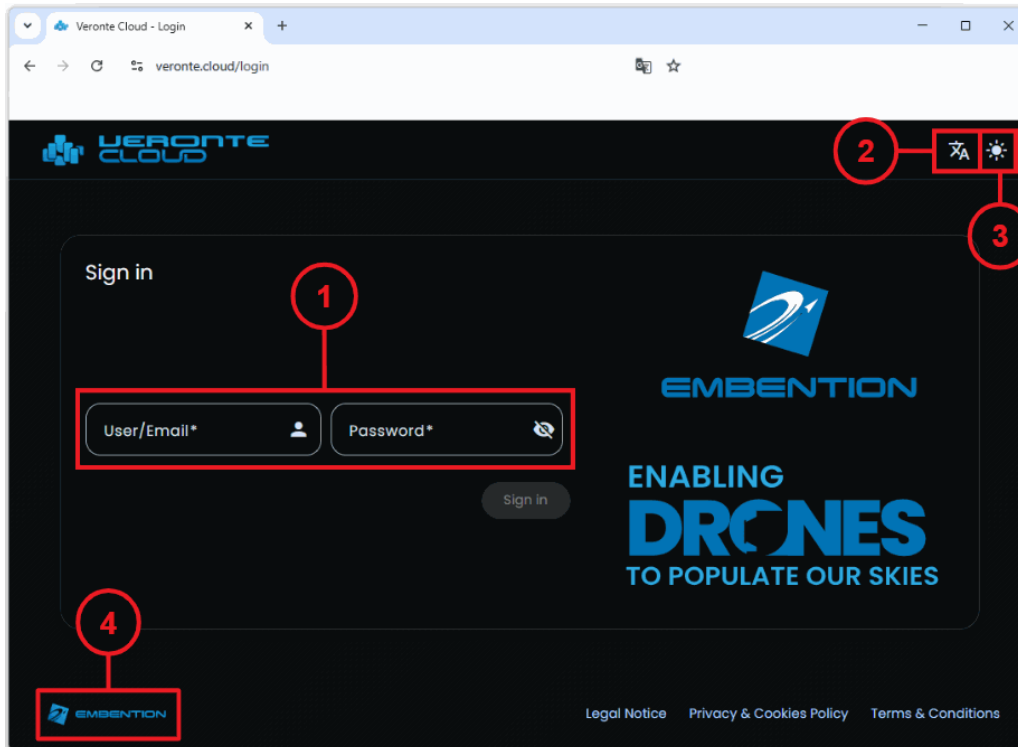 Veronte Cloud - Login
veronte.cloud/login
VERONTE
CLOUD
2
3
Sign in
1
User/Email*
Password*
Sign in
EMBENTION
ENABLING
DRONES
TO POPULATE OUR SKIES
4
EMBENTION
Legal Notice Privacy & Cookies Policy Terms & Conditions